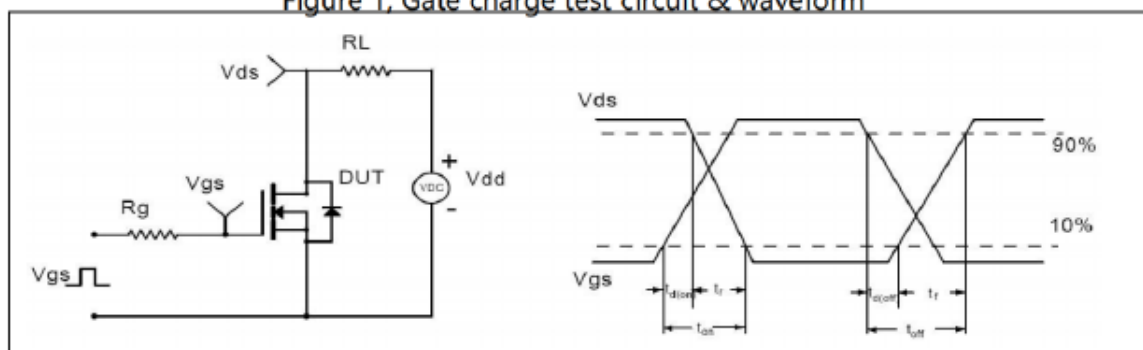 Figure 1, Gate charge test circuit & waveform
RL
Vds
Vgs
DUT
VDC
+
Vdd
-
Rg
Vgs
Vds
90%
10%
Vgs
td(on) tr td(off) tf
ton toff